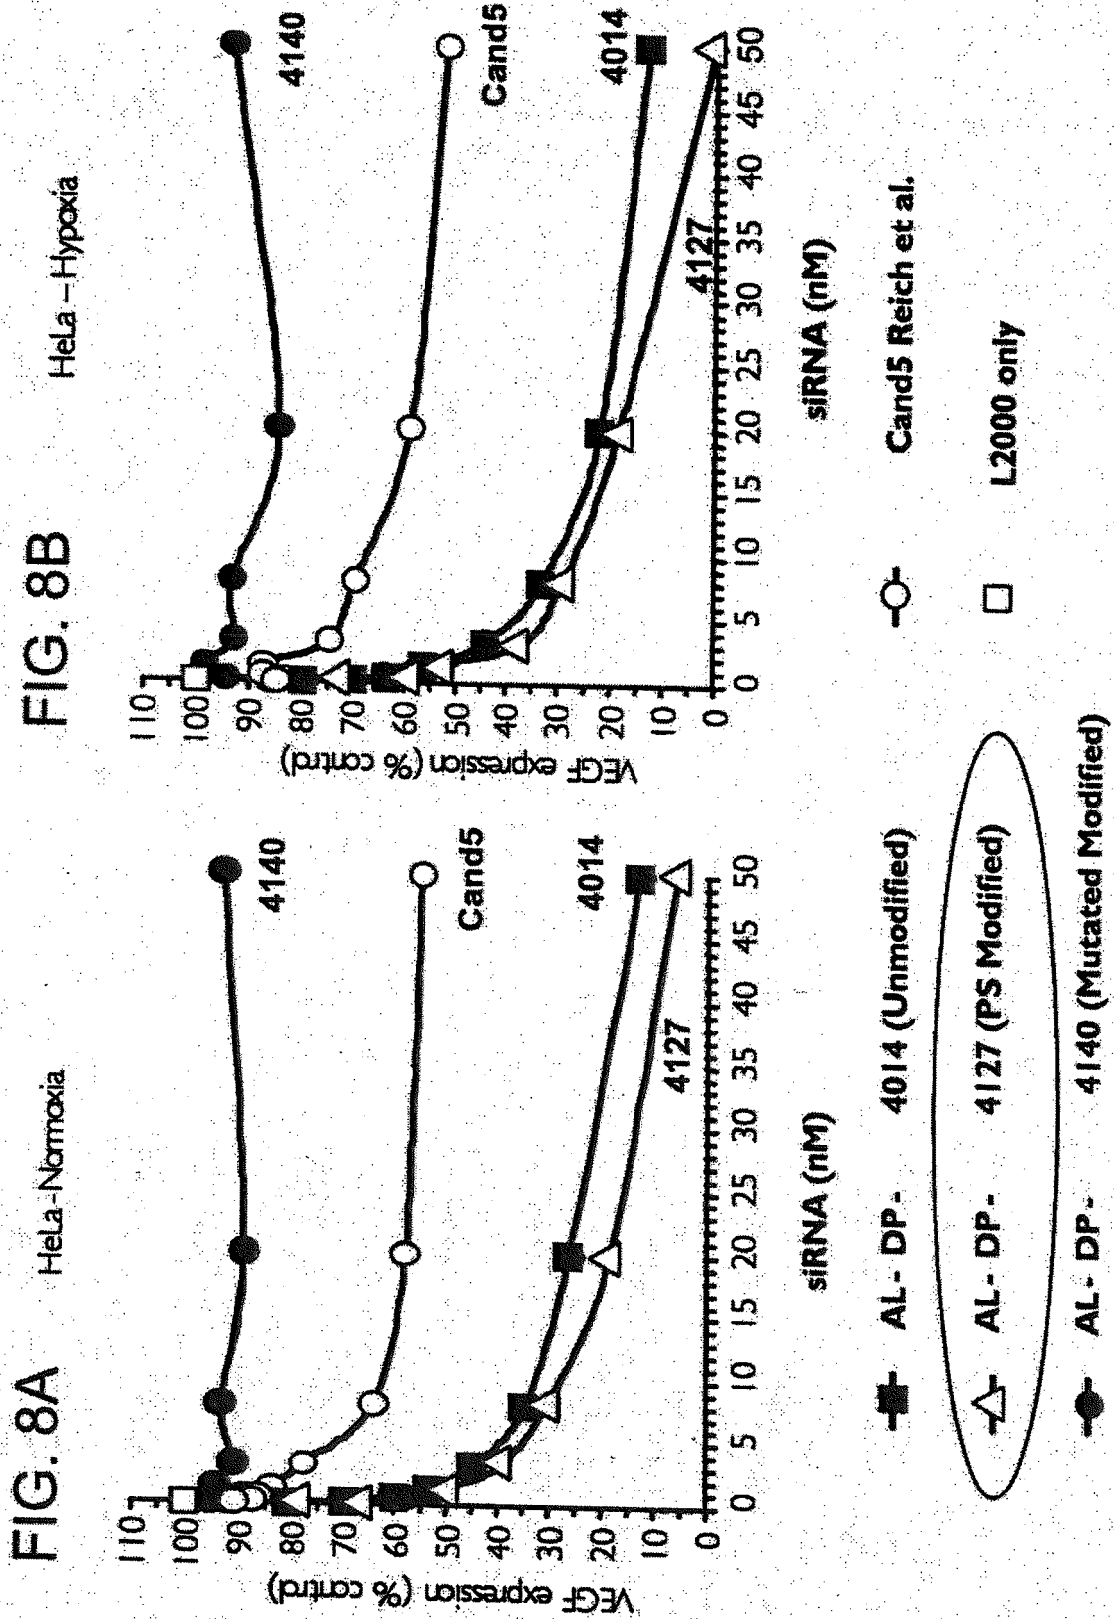 FIG. 8A
HeLa-Normoxia
VEGF expression (% control)
110
100
90
80
70
60
50
40
30
20
10
0
4140
Cand5
4014
4127
0 5 10 15 20 25 30 35 40 45 50
siRNA (nM)
FIG. 8B
HeLa - Hypoxia
VEGF expression (% control)
110
100
90
80
70
60
50
40
30
20
10
0
4140
Cand5
4014
4127
0 5 10 15 20 25 30 35 40 45 50
siRNA (nM)
AL- DP- 4014 (Unmodified)
AL- DP- 4127 (PS Modified)
AL- DP- 4140 (Mutated Modified)
Cand5 Reich et al.
L2000 only